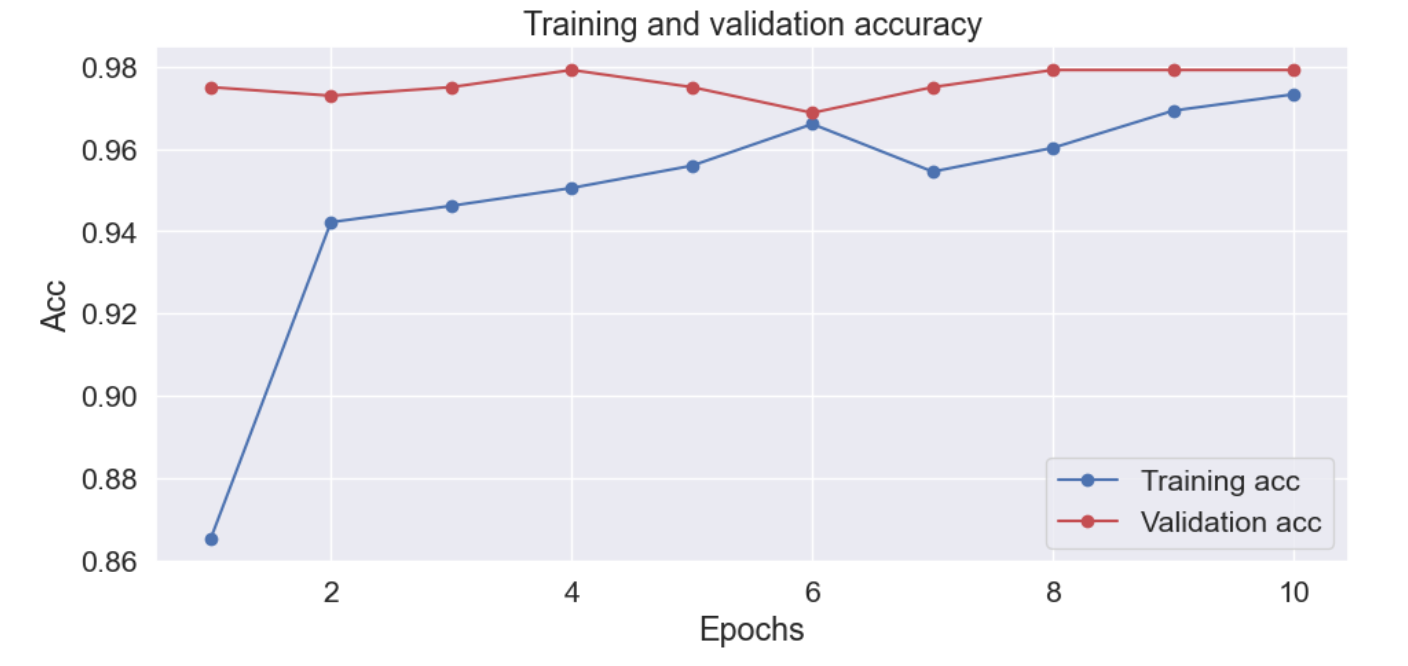 Training and validation accuracy
0.98
0.96
0.94
0.92
0.90
0.88
0.86
Acc
2 4 6 8 10
Epochs
Training acc
Validation acc